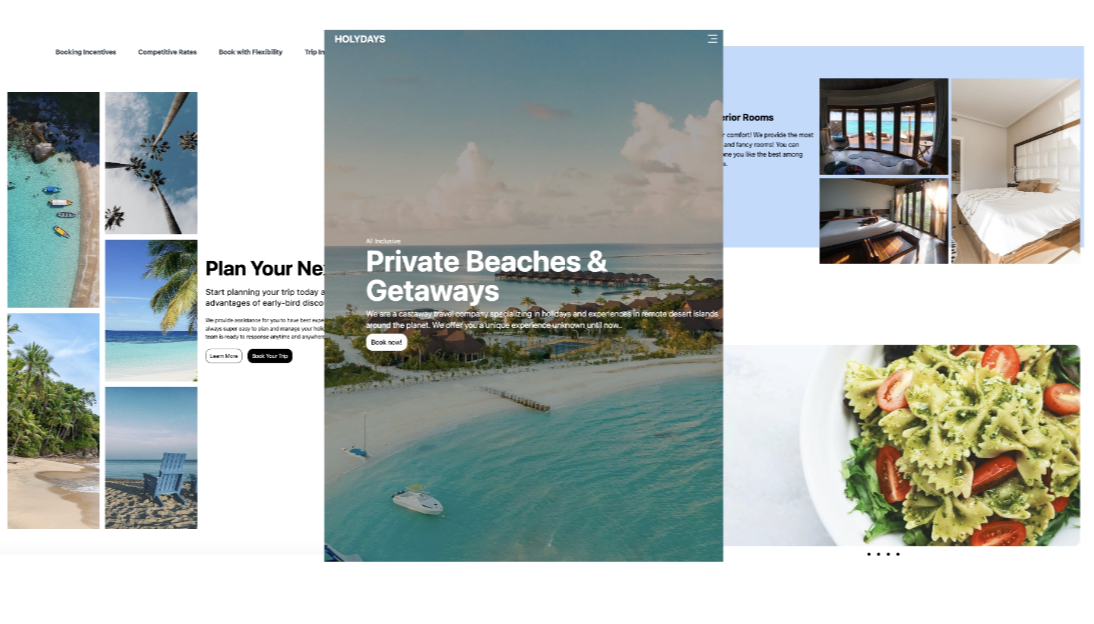 Booking Incentives
Competitive Rates
Book with Flexibility
Trip In
Plan Your Ne
Start planning your trip today a
advantages of early-bird disco
We provide assistance for you to have best expe
always super easy to plan and manage your holi
team is ready to response anytime and anywhere
Learn More
Book Your Trip
HOLYDAYS
Al Inclusive
Private Beaches &
Getaways
We are a castaway travel company specializing in holidays and experiences in remote desert islands
around the planet. We offer you a unique experience unknown until now..
Book now!
erior Rooms
r comfort! We provide the most
and fancy rooms! You can
ne you like the best among